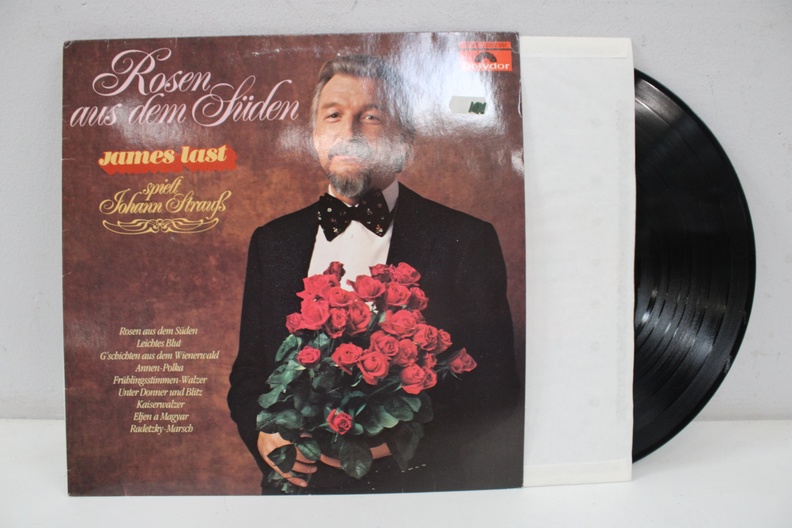 Rosen
aus dem Süden
James Last
spielt
Johann Strauß
Polydor
Rosen aus dem Süden
Leichtes Blut
G'schichten aus dem Wienerwald
Annen-Polka
Frühlingsstimmen-Walzer
Unter Donner und Blitz
Kaiserwalzer
Eljen a Magyar
Radetzky-Marsch